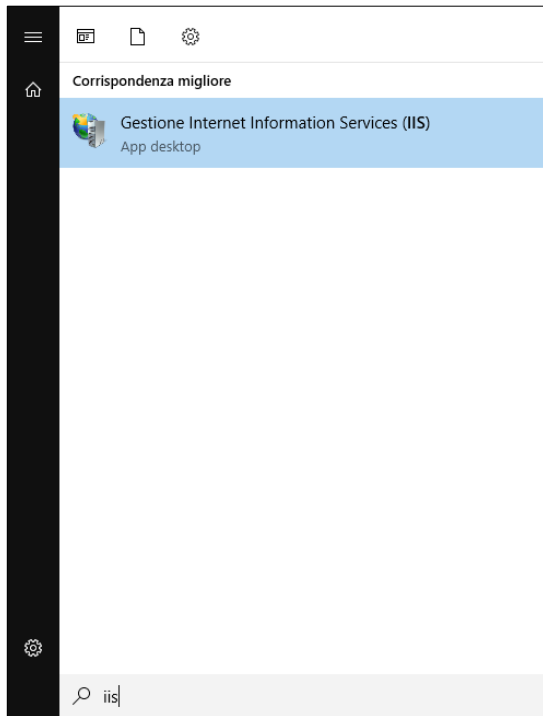 Corrispondenza migliore
Gestione Internet Information Services (IIS)
App desktop
iis